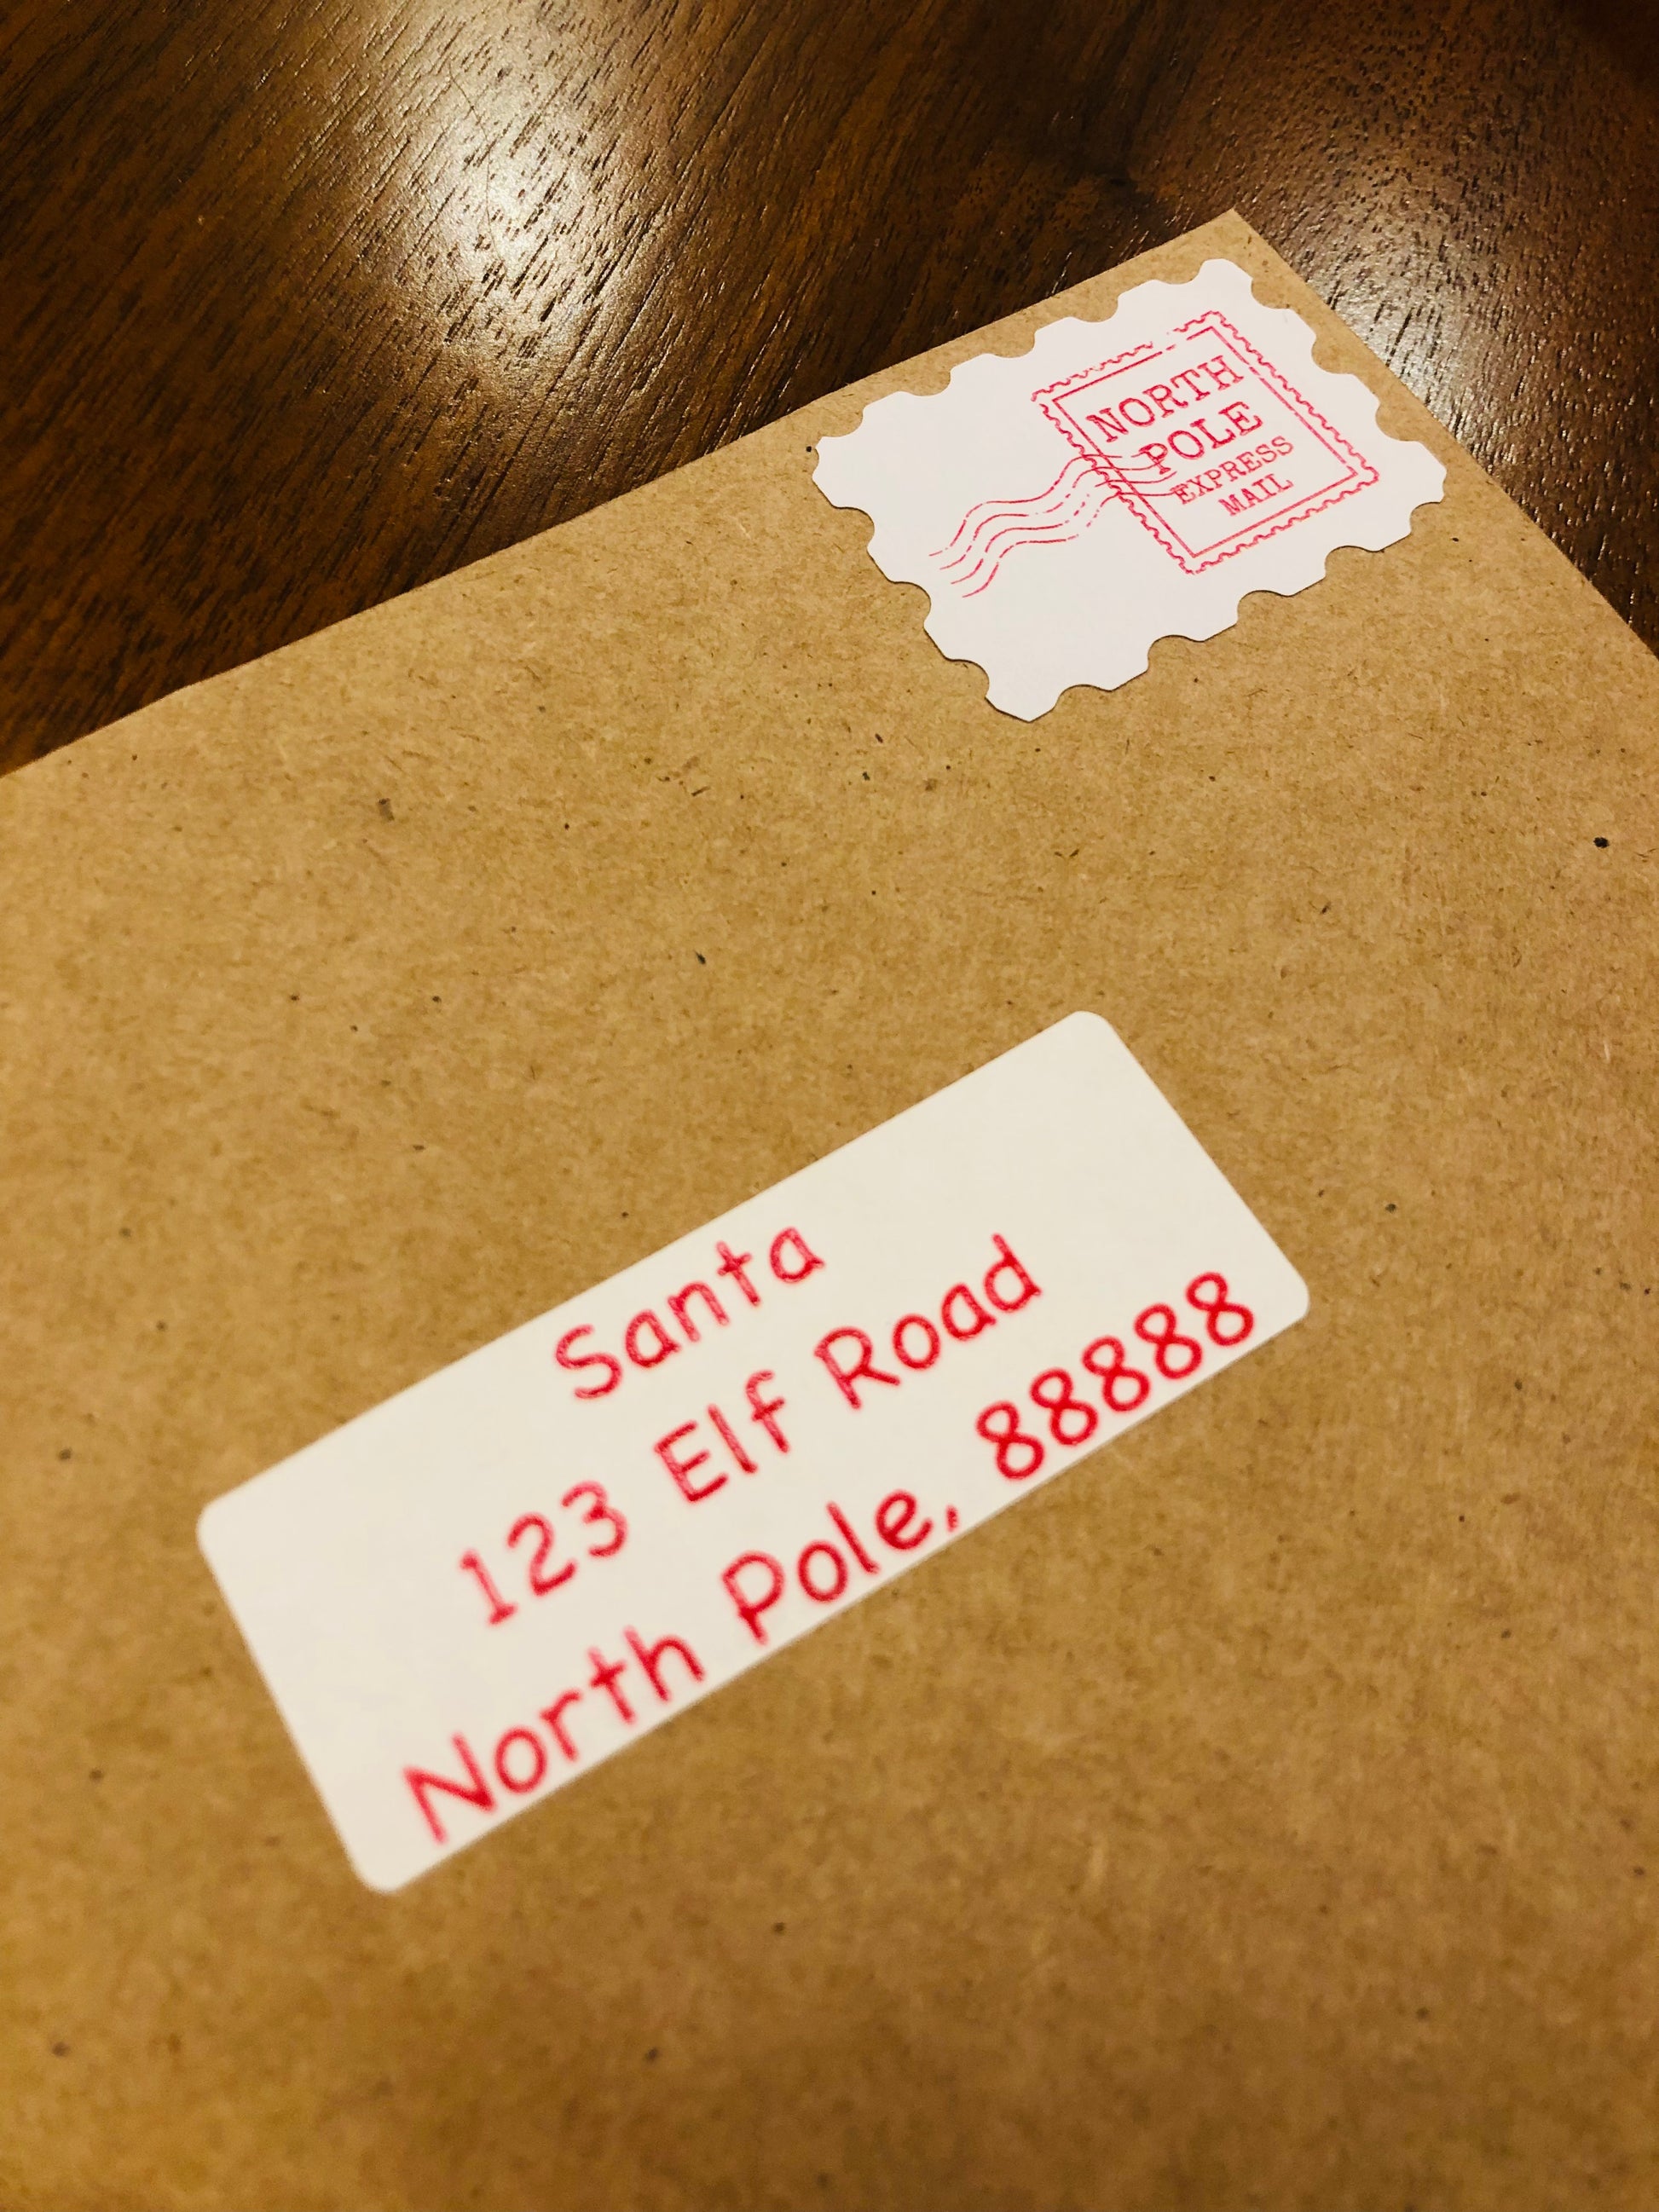 NORTH
POLE
EXPRESS
MAIL
Santa
123 Elf Road
North Pole, 88888